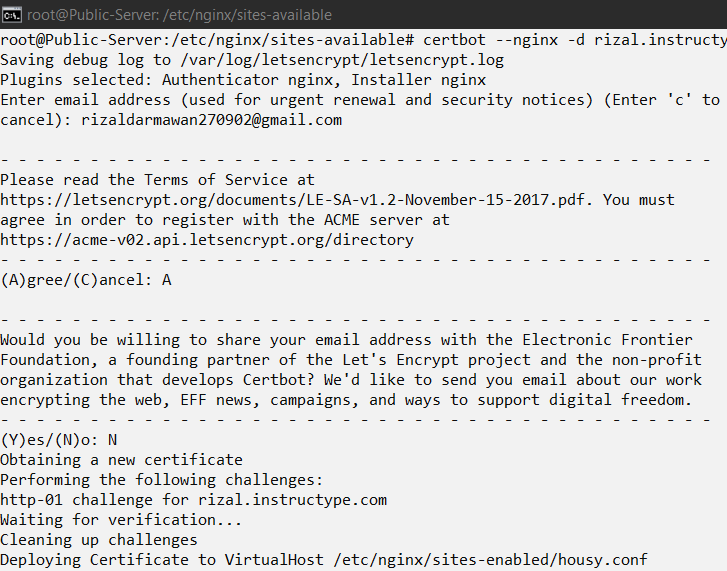 root@Public-Server: /etc/nginx/sites-available
root@Public-Server:/etc/nginx/sites-available# certbot --nginx -d rizal.instructy
Saving debug log to /var/log/letsencrypt/letsencrypt.log
Plugins selected: Authenticator nginx, Installer nginx
Enter email address (used for urgent renewal and security notices) (Enter 'c' to
cancel): rizaldarmawan270902@gmail.com
- - - - - - - - - - - - - - - - - - - - - - - - - - - - - - - - - - - - - - - -
Please read the Terms of Service at
https://letsencrypt.org/documents/LE-SA-v1.2-November-15-2017.pdf. You must
agree in order to register with the ACME server at
https://acme-v02.api.letsencrypt.org/directory
- - - - - - - - - - - - - - - - - - - - - - - - - - - - - - - - - - - - - - - -
(A)gree/(C)ancel: A
- - - - - - - - - - - - - - - - - - - - - - - - - - - - - - - - - - - - - - - -
Would you be willing to share your email address with the Electronic Frontier
Foundation, a founding partner of the Let's Encrypt project and the non-profit
organization that develops Certbot? We'd like to send you email about our work
encrypting the web, EFF news, campaigns, and ways to support digital freedom.
- - - - - - - - - - - - - - - - - - - - - - - - - - - - - - - - - - - - - - - -
(Y)es/(N)o: N
Obtaining a new certificate
Performing the following challenges:
http-01 challenge for rizal.instructype.com
Waiting for verification...
Cleaning up challenges
Deploying Certificate to VirtualHost /etc/nginx/sites-enabled/housy.conf